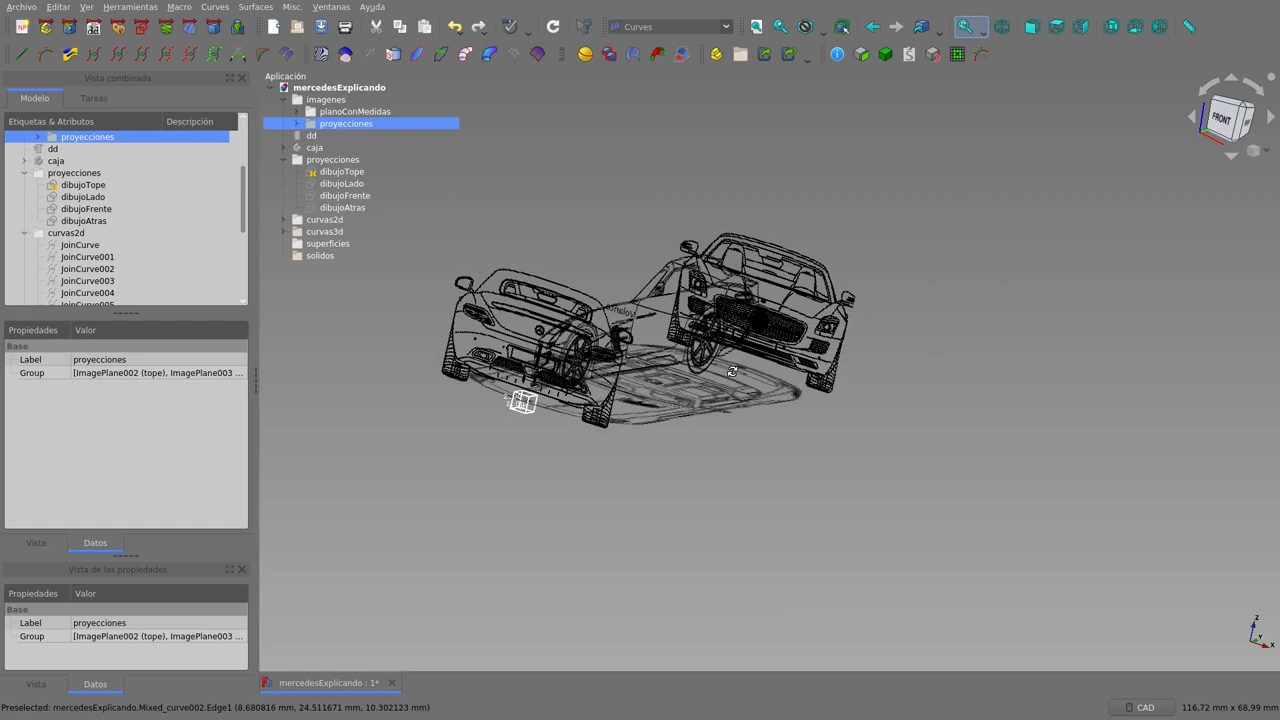 Archivo Editar Ver Herramientas Macro Curves Surfaces Misc. Ventanas Ayuda
Curves
Vista combinada
Modelo Tareas
Etiquetas & Atributos Descripción
proyecciones
dd
caja
proyecciones
dibujoTope
dibujoLado
dibujoFrente
dibujoAtras
curvas2d
JoinCurve
JoinCurve001
JoinCurve002
JoinCurve003
JoinCurve004
JoinCurve005
Propiedades Valor
Base
Label proyecciones
Group [ImagePlane002 (tope), ImagePlane003 ...
Vista Datos
Vista de las propiedades
Propiedades Valor
Base
Label proyecciones
Group [ImagePlane002 (tope), ImagePlane003 ...
Vista Datos
Aplicación
mercedesExplicando
imagenes
planoConMedidas
proyecciones
dd
caja
proyecciones
dibujoTope
dibujoLado
dibujoFrente
dibujoAtras
curvas2d
curvas3d
superficies
solidos
FRONT
Z
Y
X
mercedesExplicando : 1*
Preselected: mercedesExplicando.Mixed_curve002.Edge1 (8.680816 mm, 24.511671 mm, 10.302123 mm)
CAD
116,72 mm x 68,99 mm